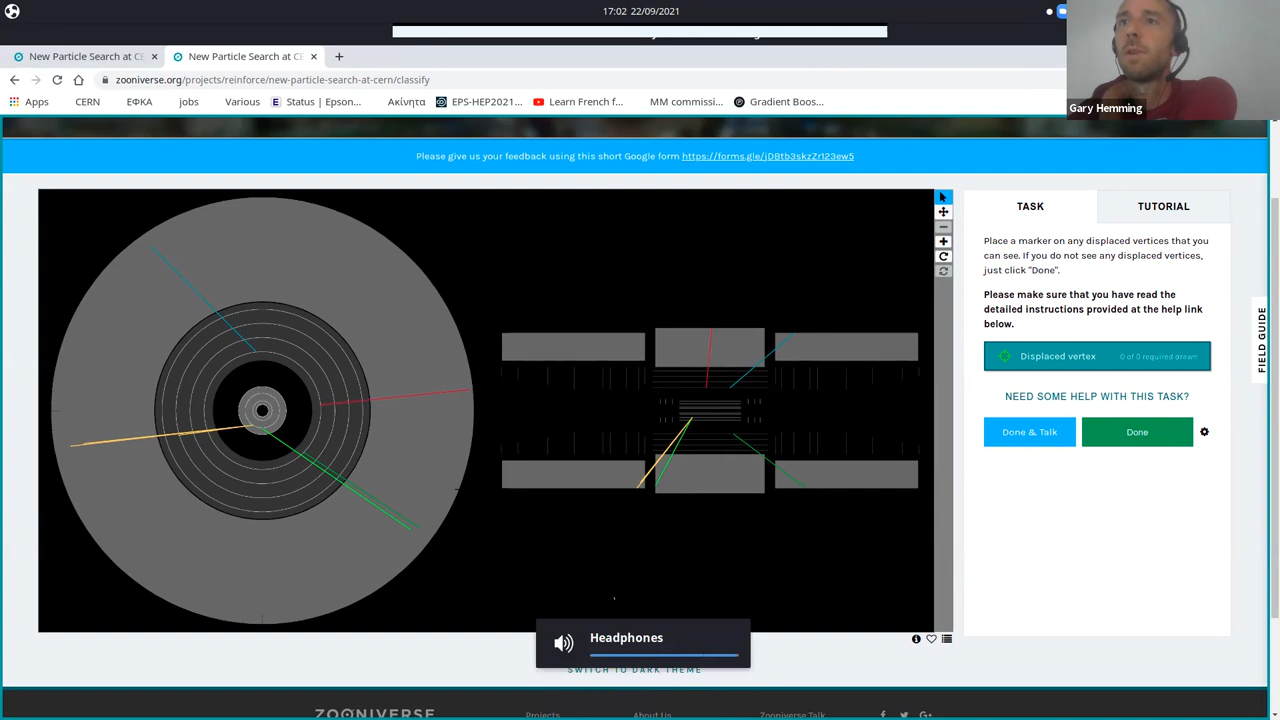 17:02 22/09/2021
New Particle Search at CE
New Particle Search at CE
zooniverse.org/projects/reinforce/new-particle-search-at-cern/classify
Apps CERN ΕΦΚΑ jobs Various Status | Epson... Ακίνητα EPS-HEP2021... Learn French f... MM commissi... Gradient Boos...
Gary Hemming
Please give us your feedback using this short Google form https://forms.gle/jDBtb3skzZr123ew5
TASK TUTORIAL
Place a marker on any displaced vertices that you
can see. If you do not see any displaced vertices,
just click "Done".
Please make sure that you have read the
detailed instructions provided at the help link
below.
Displaced vertex 0 of 0 required drawn
NEED SOME HELP WITH THIS TASK?
Done & Talk Done
FIELD GUIDE
Headphones
SWITCH TO DARK THEME
ZOONIVERSE Projects About Us Zooniverse Talk